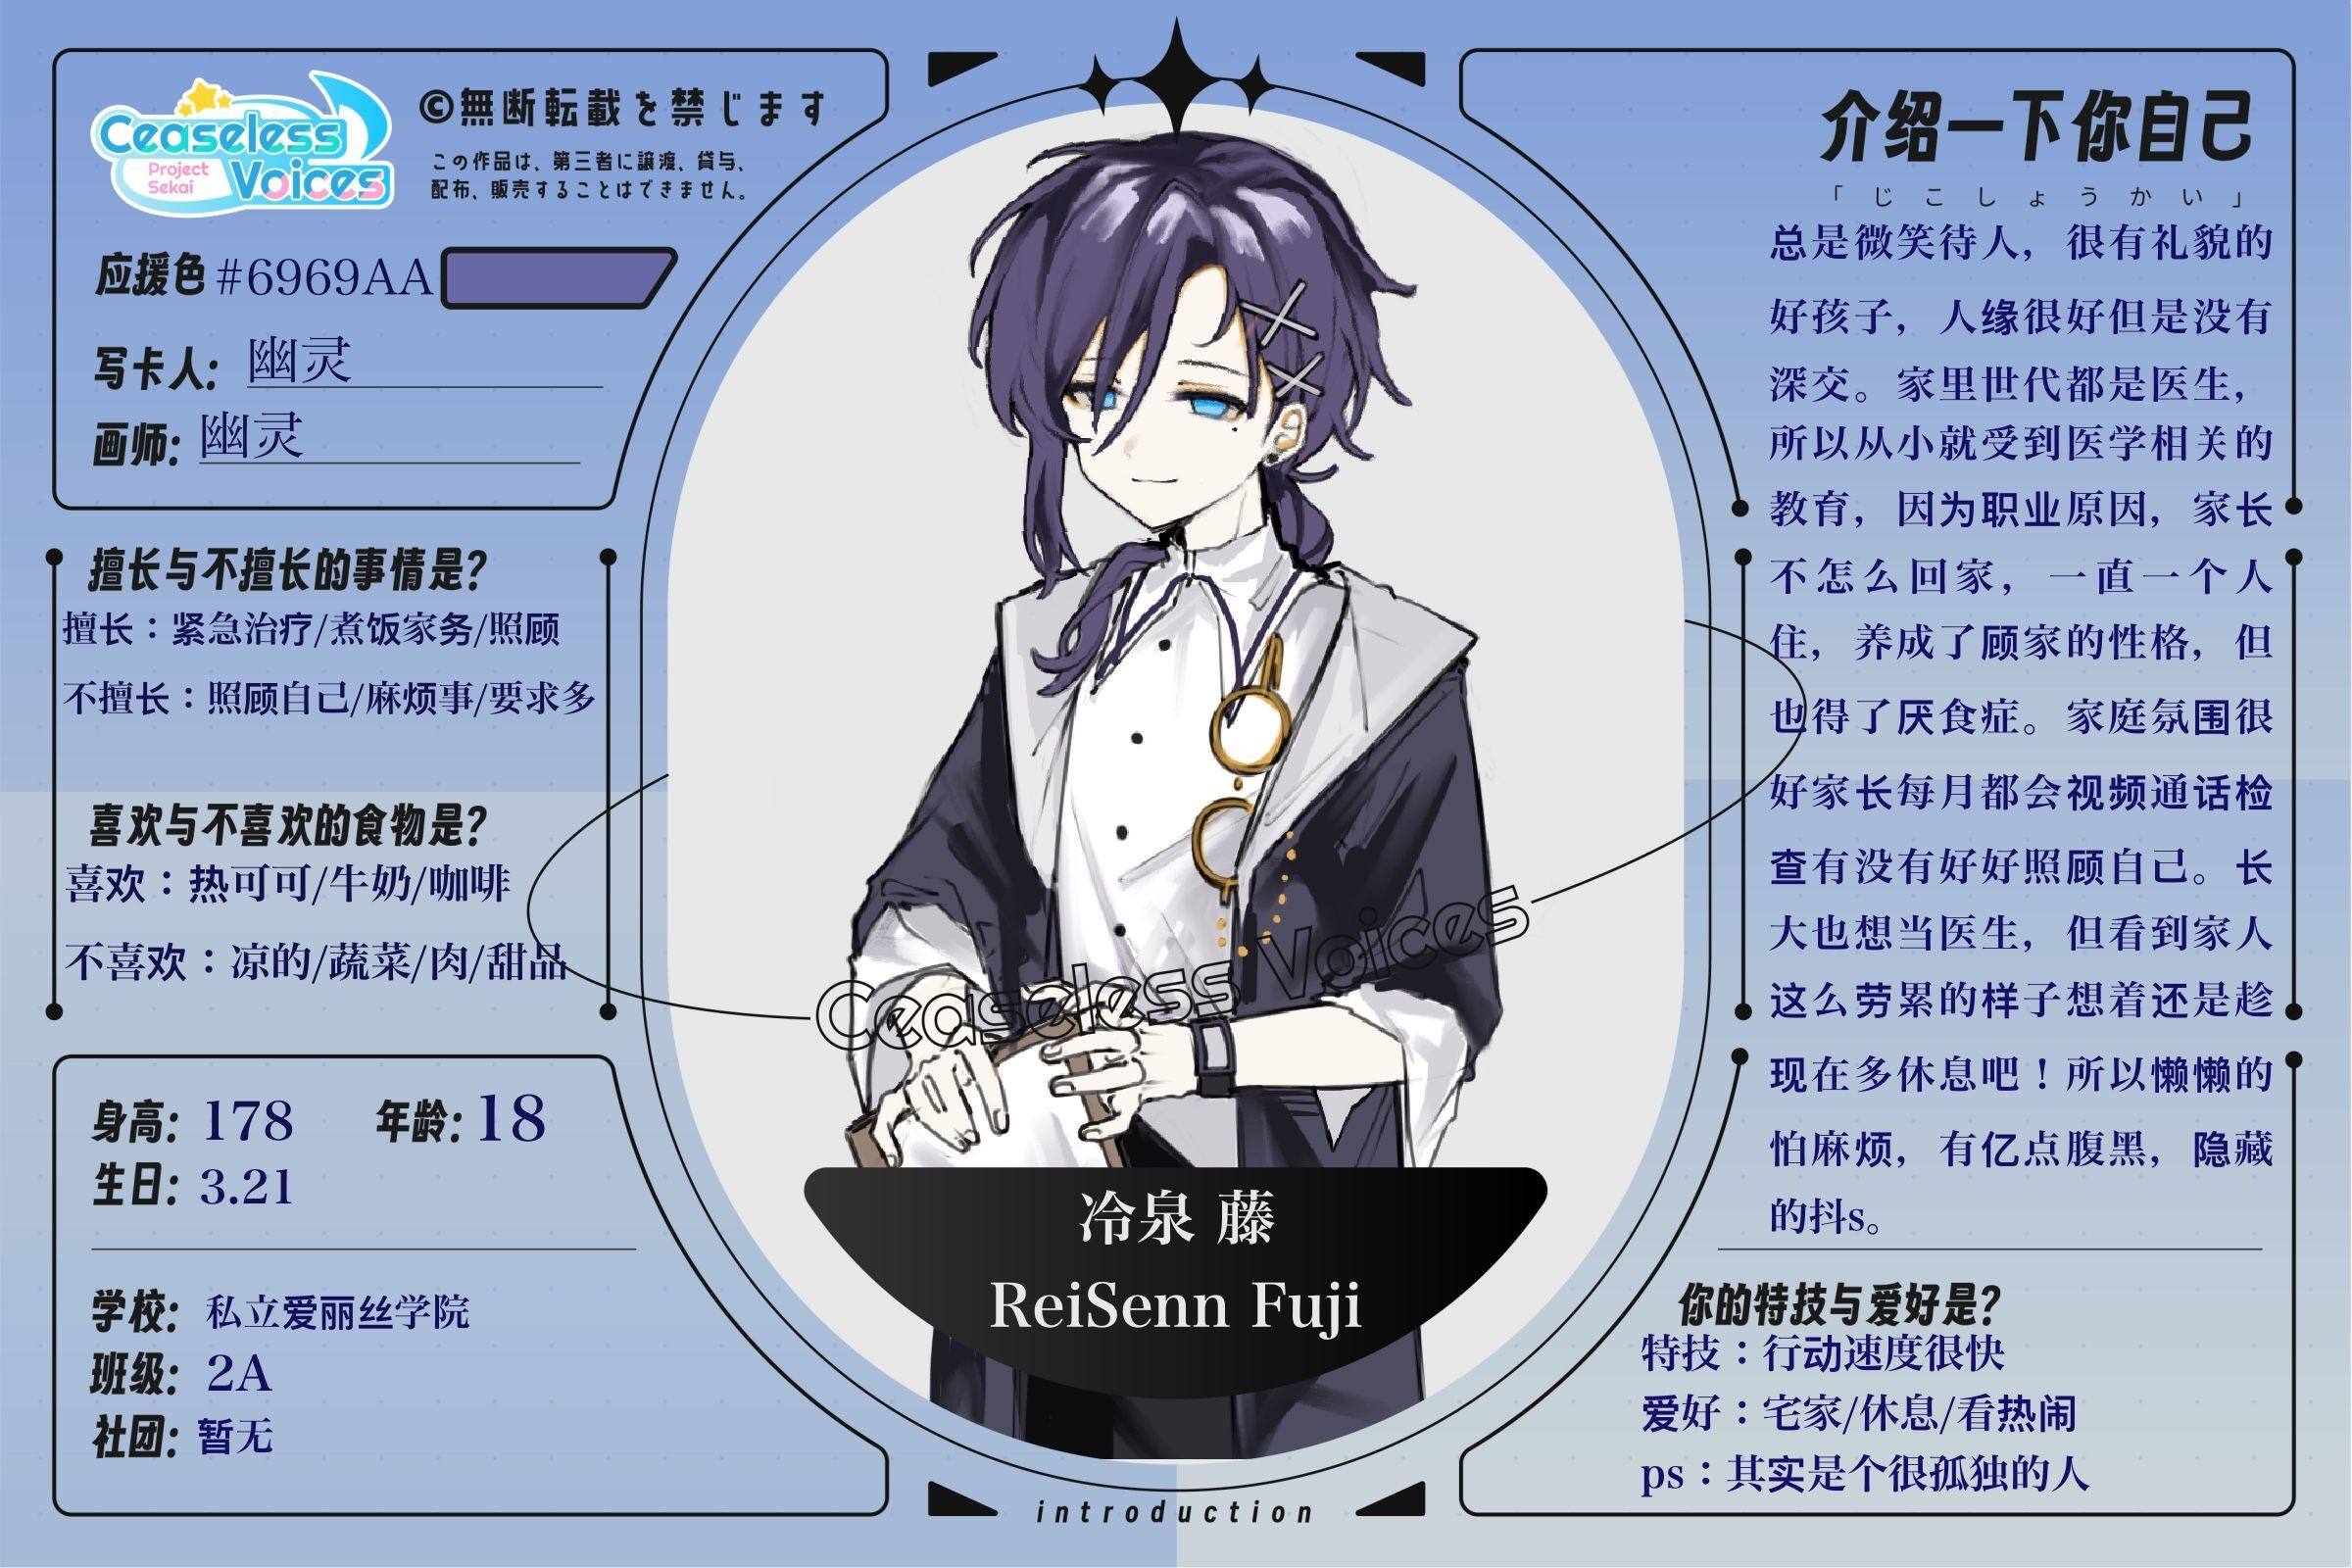 Ceaseless
Voices
Project
Sekai
©無断転載を禁じます
この作品は、第三者に譲渡、貸与、
配布、販売することはできません。
应援色 #6969AA
写卡人: 幽灵
画师: 幽灵
擅长与不擅长的事情是?
擅长：紧急治疗/煮饭家务/照顾
不擅长：照顾自己/麻烦事/要求多
喜欢与不喜欢的食物是?
喜欢：热可可/牛奶/咖啡
不喜欢：凉的/蔬菜/肉/甜品
身高: 178 年龄: 18
生日: 3.21
学校: 私立爱丽丝学院
班级: 2A
社团: 暂无
Ceaseless Voices
冷泉 藤
ReiSenn Fuji
introduction
介绍一下你自己
「じこしょうかい」
总是微笑待人，很有礼貌的
好孩子，人缘很好但是没有
深交。家里世代都是医生，
所以从小就受到医学相关的
教育，因为职业原因，家长
不怎么回家，一直一个人
住，养成了顾家的性格，但
也得了厌食症。家庭氛围很
好家长每月都会视频通话检
查有没有好好照顾自己。长
大也想当医生，但看到家人
这么劳累的样子想着还是趁
现在多休息吧！所以懒懒的
怕麻烦，有亿点腹黑，隐藏
的抖s。
你的特技与爱好是?
特技：行动速度很快
爱好：宅家/休息/看热闹
ps：其实是个很孤独的人